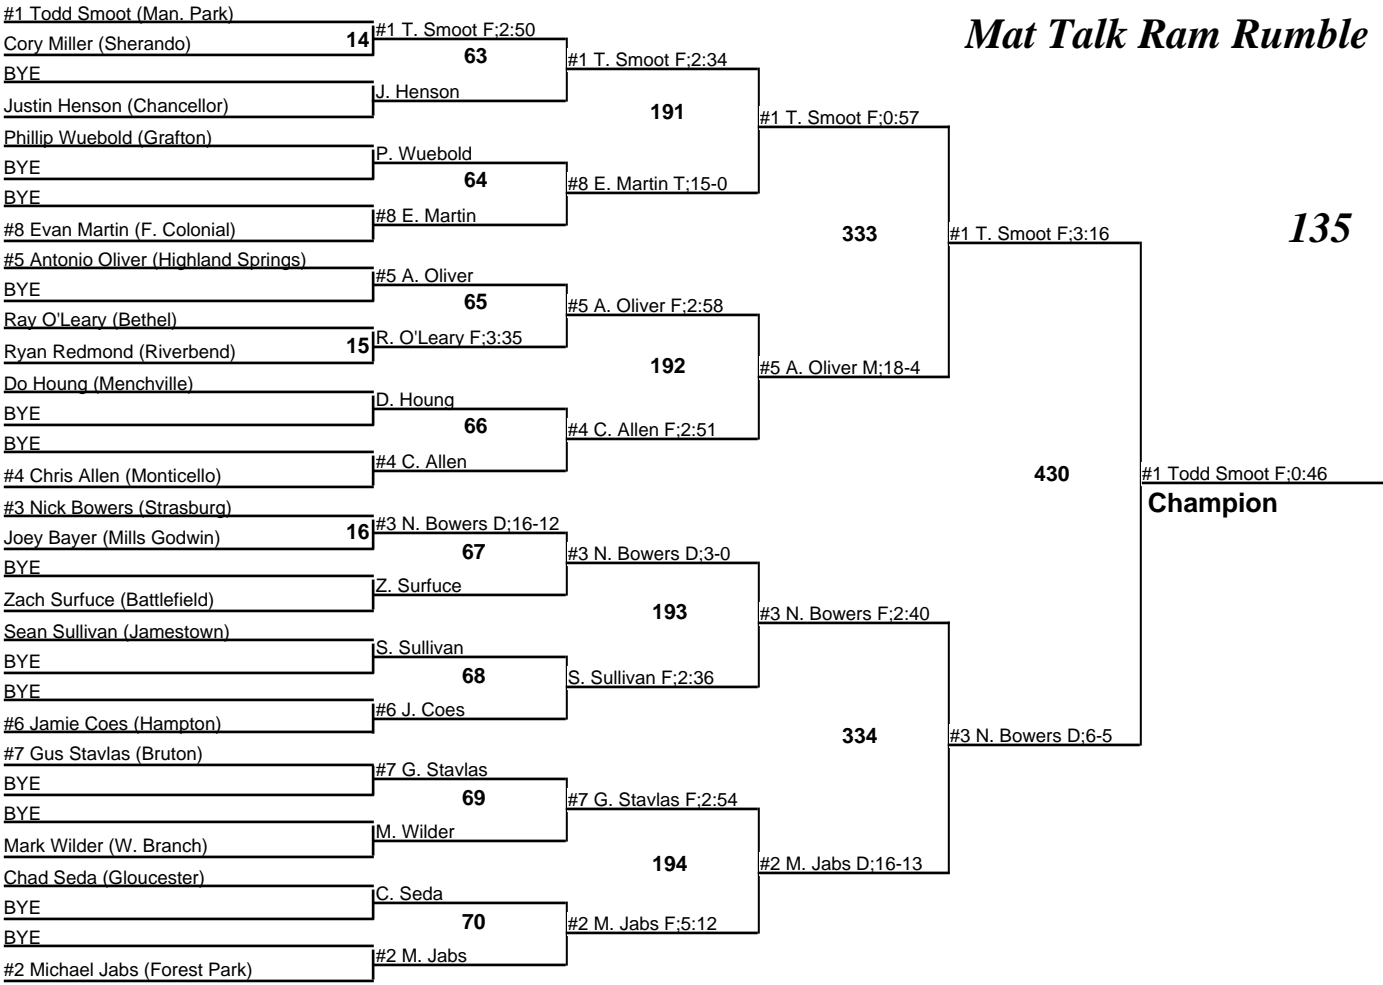 Mat Talk Ram Rumble
135
#1 Todd Smoot (Man. Park)
Cory Miller (Sherando)
BYE
Justin Henson (Chancellor)
Phillip Wuebold (Grafton)
BYE
BYE
#8 Evan Martin (F. Colonial)
#5 Antonio Oliver (Highland Springs)
BYE
Ray O'Leary (Bethel)
Ryan Redmond (Riverbend)
Do Houng (Menchville)
BYE
BYE
#4 Chris Allen (Monticello)
#3 Nick Bowers (Strasburg)
Joey Bayer (Mills Godwin)
BYE
Zach Surfuce (Battlefield)
Sean Sullivan (Jamestown)
BYE
BYE
#6 Jamie Coes (Hampton)
#7 Gus Stavlas (Bruton)
BYE
BYE
Mark Wilder (W. Branch)
Chad Seda (Gloucester)
BYE
BYE
#2 Michael Jabs (Forest Park)
14
15
16
#1 T. Smoot F;2:50
63
J. Henson
P. Wuebold
64
#8 E. Martin
#5 A. Oliver
65
R. O'Leary F;3:35
D. Houng
66
#4 C. Allen
#3 N. Bowers D;16-12
67
Z. Surfuce
S. Sullivan
68
#6 J. Coes
#7 G. Stavlas
69
M. Wilder
C. Seda
70
#2 M. Jabs
#1 T. Smoot F;2:34
191
#8 E. Martin T;15-0
#5 A. Oliver F;2:58
192
#4 C. Allen F;2:51
#3 N. Bowers D;3-0
193
S. Sullivan F;2:36
#7 G. Stavlas F;2:54
194
#2 M. Jabs F;5:12
#1 T. Smoot F;0:57
333
#5 A. Oliver M;18-4
#3 N. Bowers F;2:40
334
#2 M. Jabs D;16-13
#1 T. Smoot F;3:16
430
#3 N. Bowers D;6-5
#1 Todd Smoot F;0:46
Champion